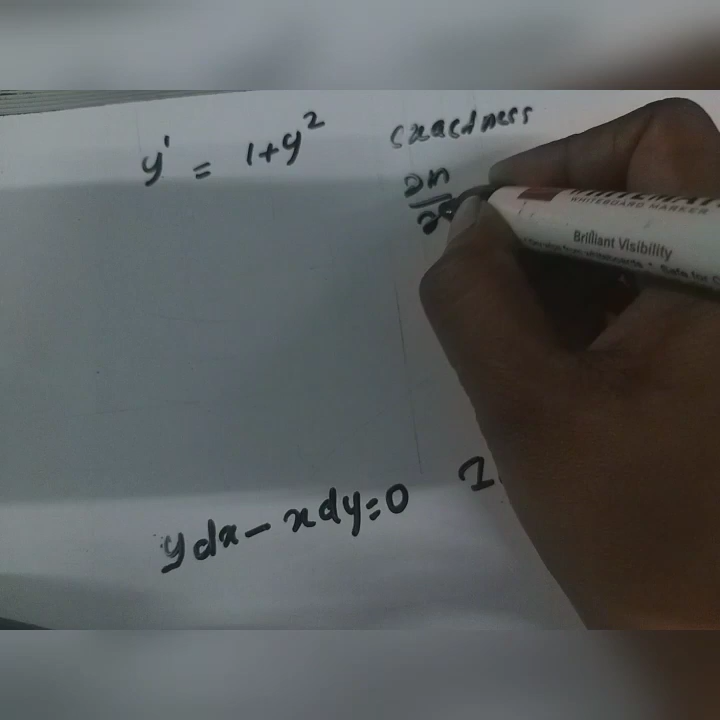 y' = 1+y²
exactness
∂M
∂y
WHITEBOARD MARKER
Brilliant Visibility
ydx - xdy=0